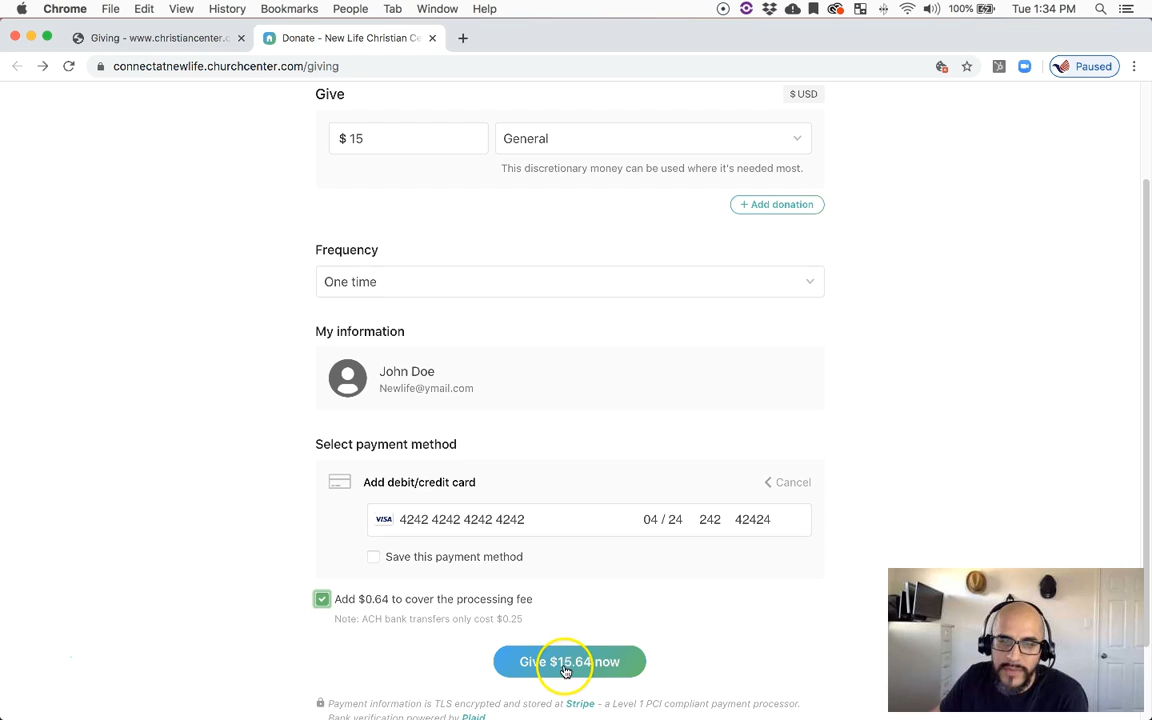 Chrome File Edit View History Bookmarks People Tab Window Help 100% Tue 1:34 PM
Giving - www.christiancenter.c
Donate - New Life Christian Ce
connectatnewlife.churchcenter.com/giving
Paused
Give
$ USD
$ 15
General
This discretionary money can be used where it's needed most.
+ Add donation
Frequency
One time
My information
John Doe
Newlife@ymail.com
Select payment method
Add debit/credit card
Cancel
VISA 4242 4242 4242 4242 04 / 24 242 42424
Save this payment method
Add $0.64 to cover the processing fee
Note: ACH bank transfers only cost $0.25
Give $15.64 now
Payment information is TLS encrypted and stored at Stripe - a Level 1 PCI compliant payment processor.
Bank verification powered by Plaid